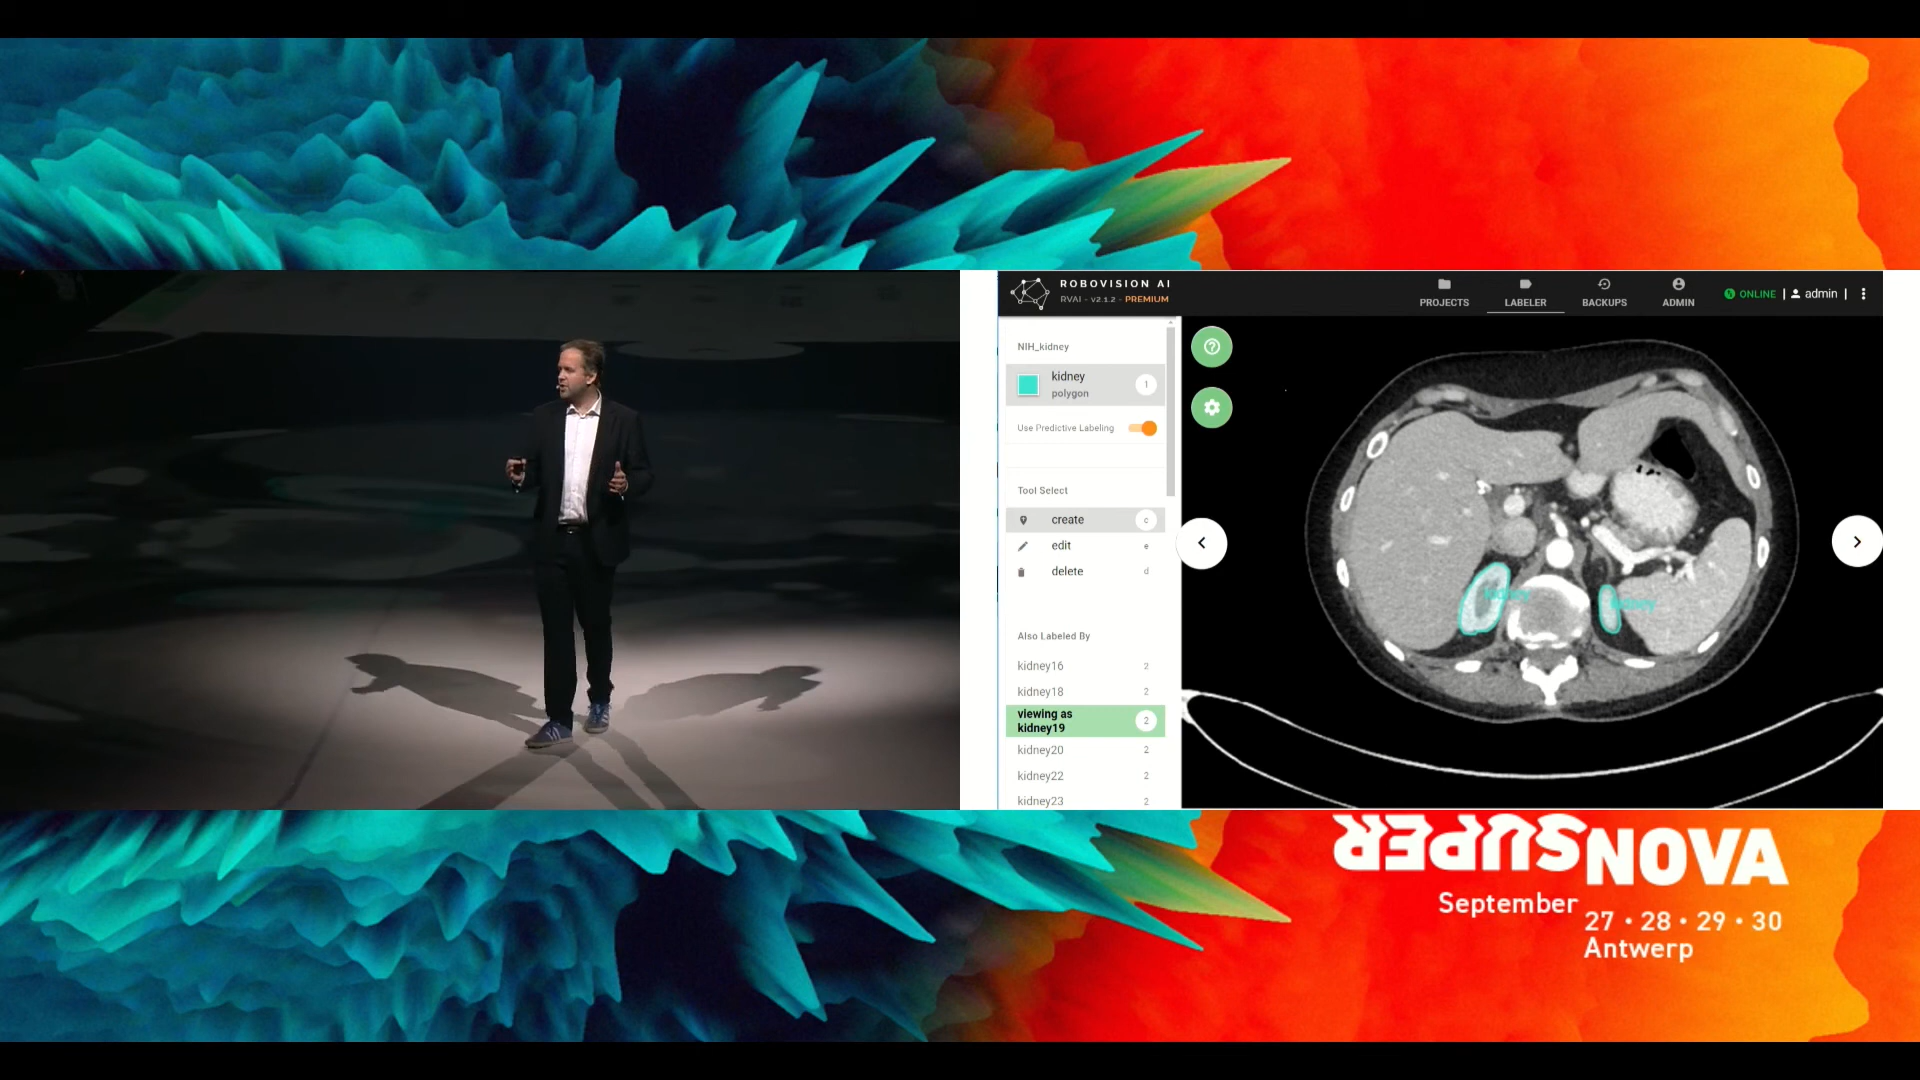 ROBOVISION AI
RVAI - v2.1.2 - PREMIUM
PROJECTS
LABELER
BACKUPS
ADMIN
ONLINE | admin |
NIH_kidney
kidney 1
polygon
Use Predictive Labeling
Tool Select
create c
edit e
delete d
Also Labeled By
kidney16 2
kidney18 2
viewing as
kidney19 2
kidney20 2
kidney22 2
kidney23 2
kidney
kidney
SUPERNOVA
September
27 • 28 • 29 • 30
Antwerp